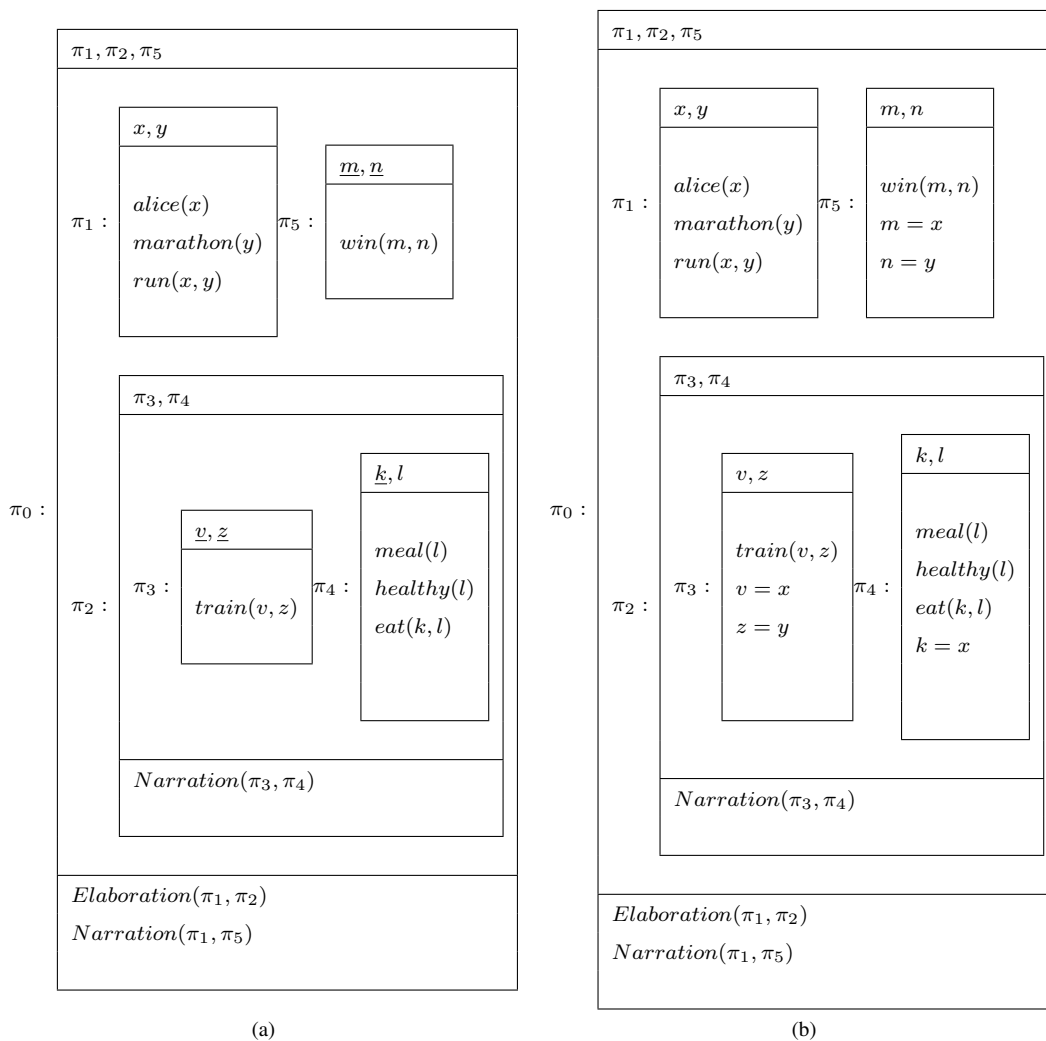 π₁, π₂, π₅
π₁ :
x, y
alice(x)
marathon(y)
run(x, y)
π₅ :
m, n
win(m, n)
π₀ :
π₂ :
π₃, π₄
π₃ :
v, z
train(v, z)
π₄ :
k, l
meal(l)
healthy(l)
eat(k, l)
Narration(π₃, π₄)
Elaboration(π₁, π₂)
Narration(π₁, π₅)
(a)
π₁, π₂, π₅
π₁ :
x, y
alice(x)
marathon(y)
run(x, y)
π₅ :
m, n
win(m, n)
m = x
n = y
π₀ :
π₂ :
π₃, π₄
π₃ :
v, z
train(v, z)
v = x
z = y
π₄ :
k, l
meal(l)
healthy(l)
eat(k, l)
k = x
Narration(π₃, π₄)
Elaboration(π₁, π₂)
Narration(π₁, π₅)
(b)